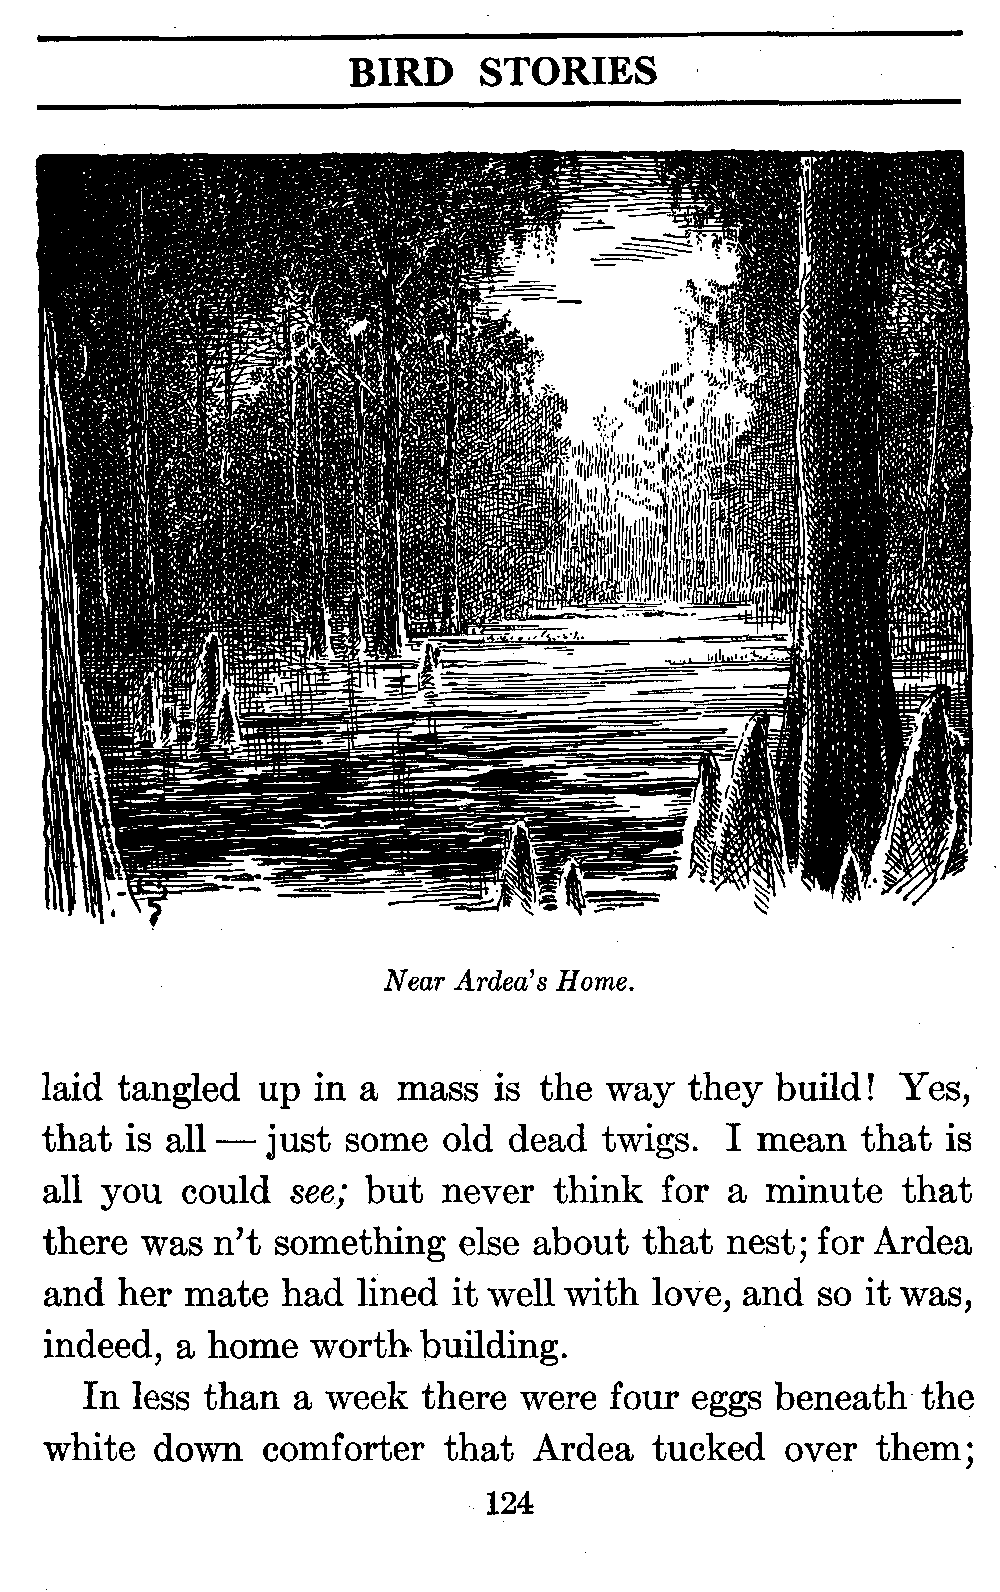 BIRD STORIES
Near Ardea's Home.
laid tangled up in a mass is the way they build! Yes,
that is all — just some old dead twigs. I mean that is
all you could see; but never think for a minute that
there was n't something else about that nest; for Ardea
and her mate had lined it well with love, and so it was,
indeed, a home worth building.
In less than a week there were four eggs beneath the
white down comforter that Ardea tucked over them;
124